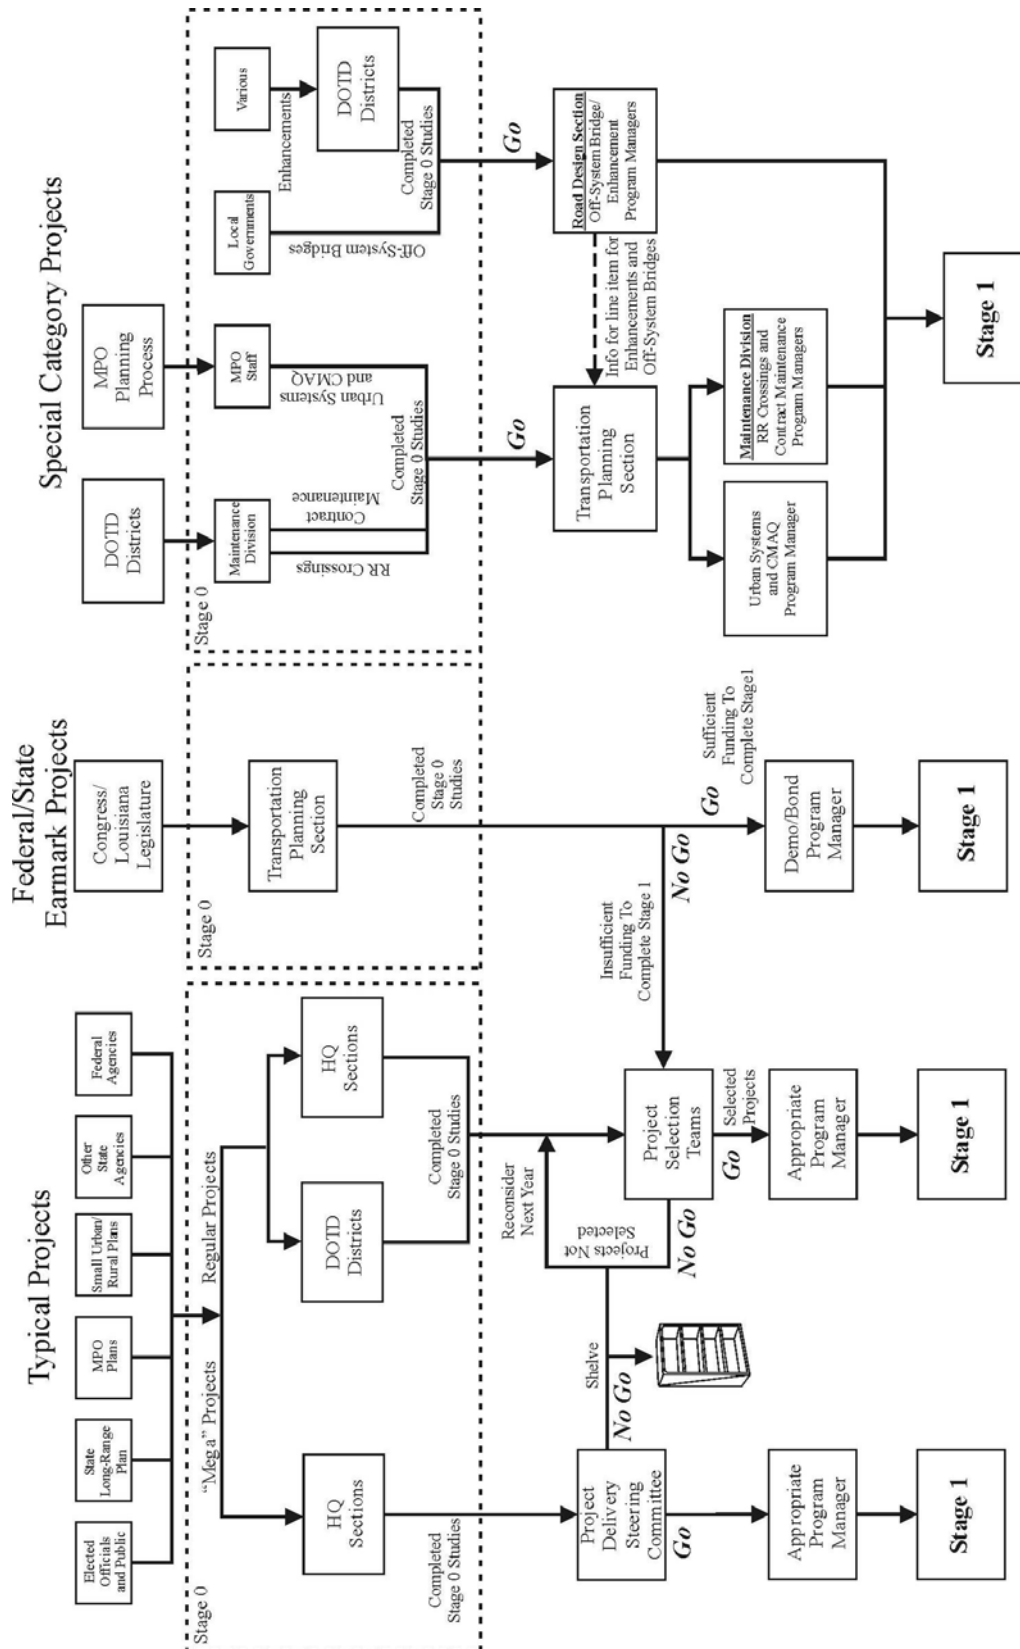 Typical Projects
Elected
Officials
and Public
State
Long-Range
Plan
MPO
Plans
Small Urban/
Rural Plans
Other
State
Agencies
Federal
Agencies
Stage 0
“Mega” Projects
Regular Projects
HQ
Sections
DOTD
Districts
HQ
Sections
Completed
Stage 0 Studies
Completed
Stage 0 Studies
Project
Delivery
Steering
Committee
Go
No Go
Shelve
Projects Not
Selected
Reconsider
Next Year
No Go
Project
Selection
Teams
Go
Selected
Projects
Appropriate
Program
Manager
Stage 1
Appropriate
Program
Manager
Stage 1
Federal/State
Earmark Projects
Congress/
Louisiana
Legislature
Stage 0
Transportation
Planning
Section
Completed
Stage 0
Studies
Insufficient
Funding To
Complete Stage 1
No Go
Go
Sufficient
Funding To
Complete Stage1
Demo/Bond
Program
Manager
Stage 1
Special Category Projects
DOTD
Districts
MPO
Planning
Process
Stage 0
Maintenance
Division
RR Crossings
Contract
Maintenance
MPO
Staff
Urban Systems
and CMAQ
Completed
Stage 0 Studies
Local
Governments
Off-System Bridges
Various
Enhancements
DOTD
Districts
Completed
Stage 0 Studies
Go
Go
Transportation
Planning
Section
Info for line item for
Enhancements and
Off-System Bridges
Road Design Section
Off-System Bridge/
Enhancement
Program Managers
Urban Systems
and CMAQ
Program Manager
Maintenance Division
RR Crossings and
Contract Maintenance
Program Managers
Stage 1